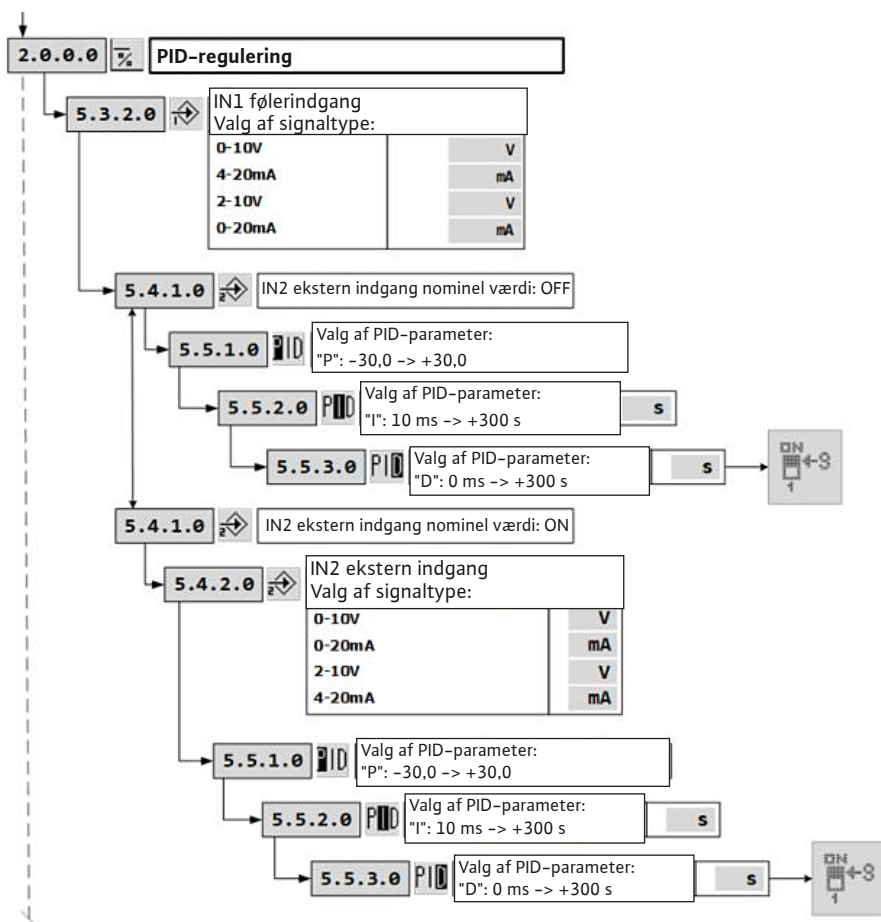 2.0.0.0 PID-regulering
5.3.2.0 1 IN1 følerindgang
Valg af signaltype:
0-10V V
4-20mA mA
2-10V V
0-20mA mA
5.4.1.0 2 IN2 ekstern indgang nominel værdi: OFF
5.5.1.0 PID Valg af PID-parameter:
"P": -30,0 -> +30,0
5.5.2.0 PID Valg af PID-parameter:
"I": 10 ms -> +300 s s
5.5.3.0 PID Valg af PID-parameter:
"D": 0 ms -> +300 s s
ON
1
S
5.4.1.0 2 IN2 ekstern indgang nominel værdi: ON
5.4.2.0 2 IN2 ekstern indgang
Valg af signaltype:
0-10V V
0-20mA mA
2-10V V
4-20mA mA
5.5.1.0 PID Valg af PID-parameter:
"P": -30,0 -> +30,0
5.5.2.0 PID Valg af PID-parameter:
"I": 10 ms -> +300 s s
5.5.3.0 PID Valg af PID-parameter:
"D": 0 ms -> +300 s s
ON
1
S